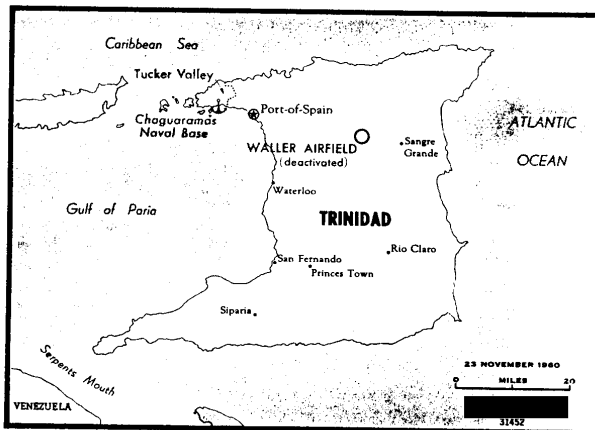 Caribbean Sea
Tucker Valley
Port-of-Spain
Chaguaramas
Naval Base
WALLER AIRFIELD
(deactivated)
Sangre
Grande
ATLANTIC
OCEAN
Waterloo
Gulf of Paria
TRINIDAD
Rio Claro
San Fernando
Princes Town
Siparia
Serpents Mouth
VENEZUELA
23 NOVEMBER 1960
0 MILES 20
31452